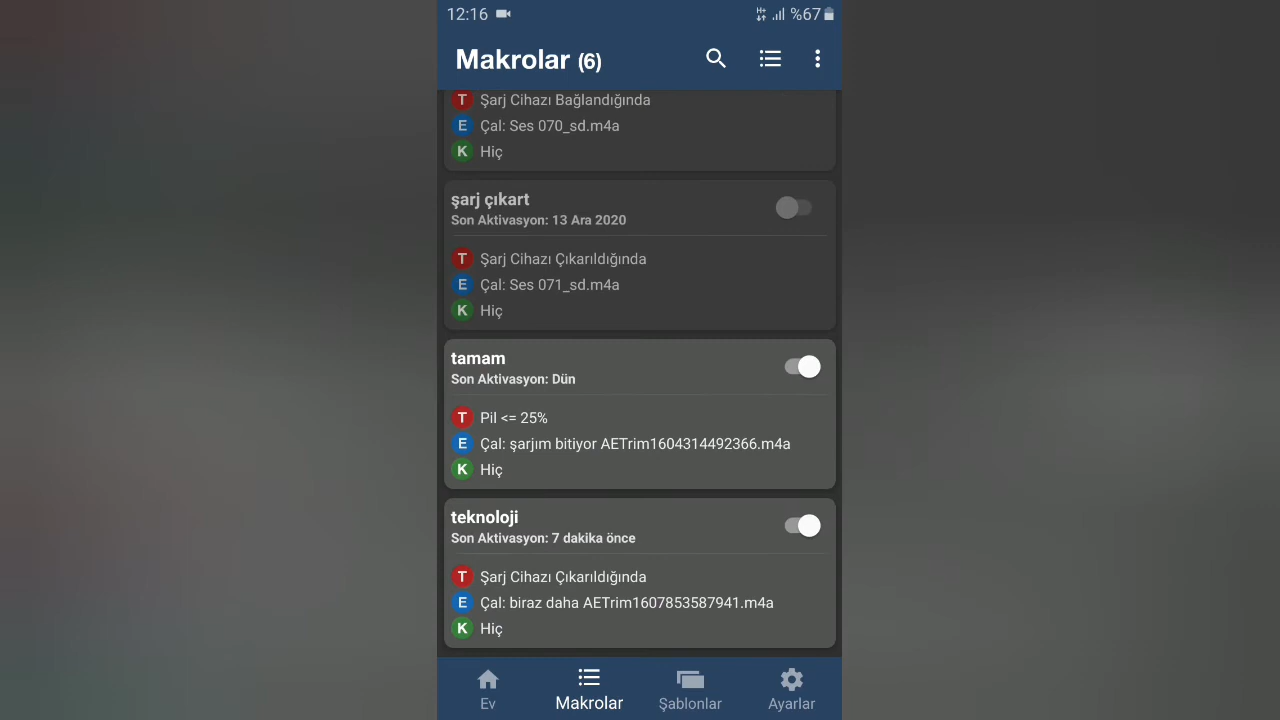 12:16 %67
Makrolar (6)
T Şarj Cihazı Bağlandığında
E Çal: Ses 070_sd.m4a
K Hiç
şarj çıkart
Son Aktivasyon: 13 Ara 2020
T Şarj Cihazı Çıkarıldığında
E Çal: Ses 071_sd.m4a
K Hiç
tamam
Son Aktivasyon: Dün
T Pil <= 25%
E Çal: şarjım bitiyor AETrim1604314492366.m4a
K Hiç
teknoloji
Son Aktivasyon: 7 dakika önce
T Şarj Cihazı Çıkarıldığında
E Çal: biraz daha AETrim1607853587941.m4a
K Hiç
Ev Makrolar Şablonlar Ayarlar